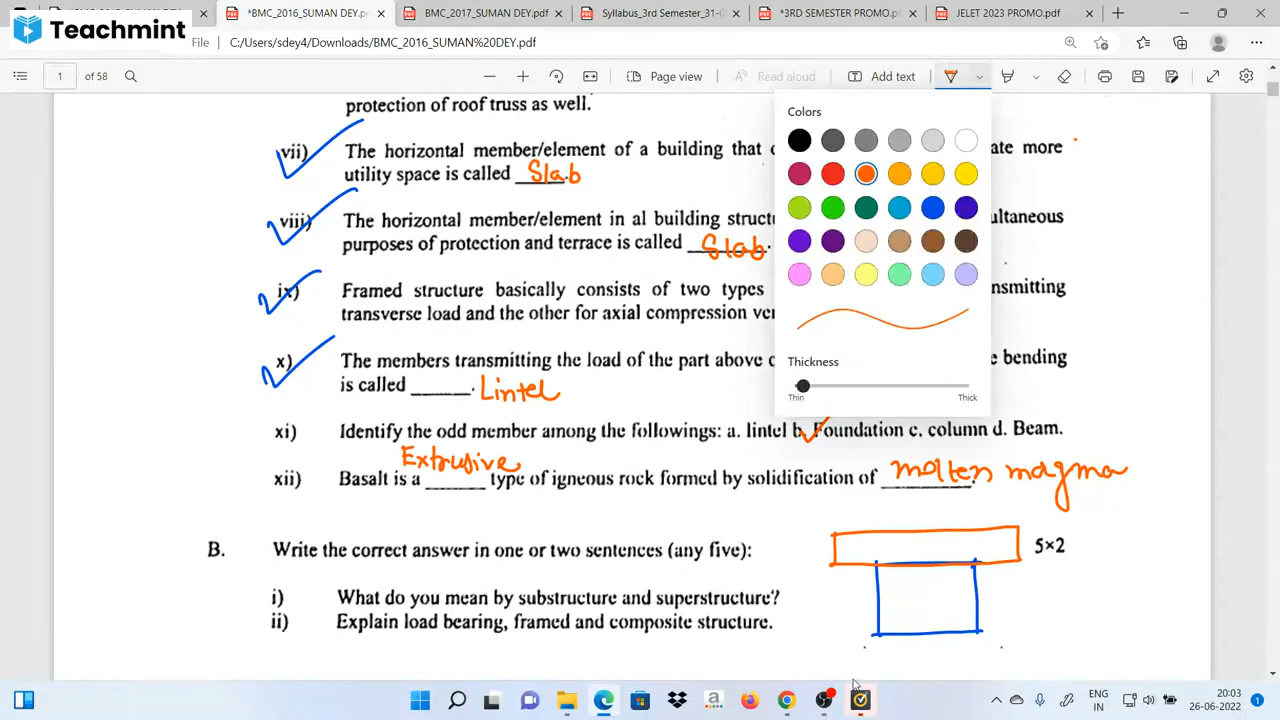 *BMC_2016_SUMAN DEY.pdf
BMC_2016_SUMAN DEY.pdf
Syllabus_3rd semester_31-0
*3RD SEMESTER PROMO.pdf
JELET 2023 PROMO.pdf
Teachmint
File C:/Users/sdey4/Downloads/BMC_2016_SUMAN%20DEY.pdf
1 of 58 Page view Read aloud Add text
protection of roof truss as well.
Colors
vii) The horizontal member/element of a building that ate more
utility space is called Slab.
viii) The horizontal member/element in al building structu ultaneous
purposes of protection and terrace is called Slab.
ix) Framed structure basically consists of two types nsmitting
transverse load and the other for axial compression ver
x) The members transmitting the load of the part above e bending
is called ______. Lintel
Thickness
Thin Thick
xi) Identify the odd member among the followings: a. lintel b. Foundation c. column d. Beam.
Extrusive molten magma
xii) Basalt is a ______ type of igneous rock formed by solidification of _________.
B. Write the correct answer in one or two sentences (any five): 5×2
i) What do you mean by substructure and superstructure?
ii) Explain load bearing, framed and composite structure.
ENG
IN
20:03
26-06-2022
1